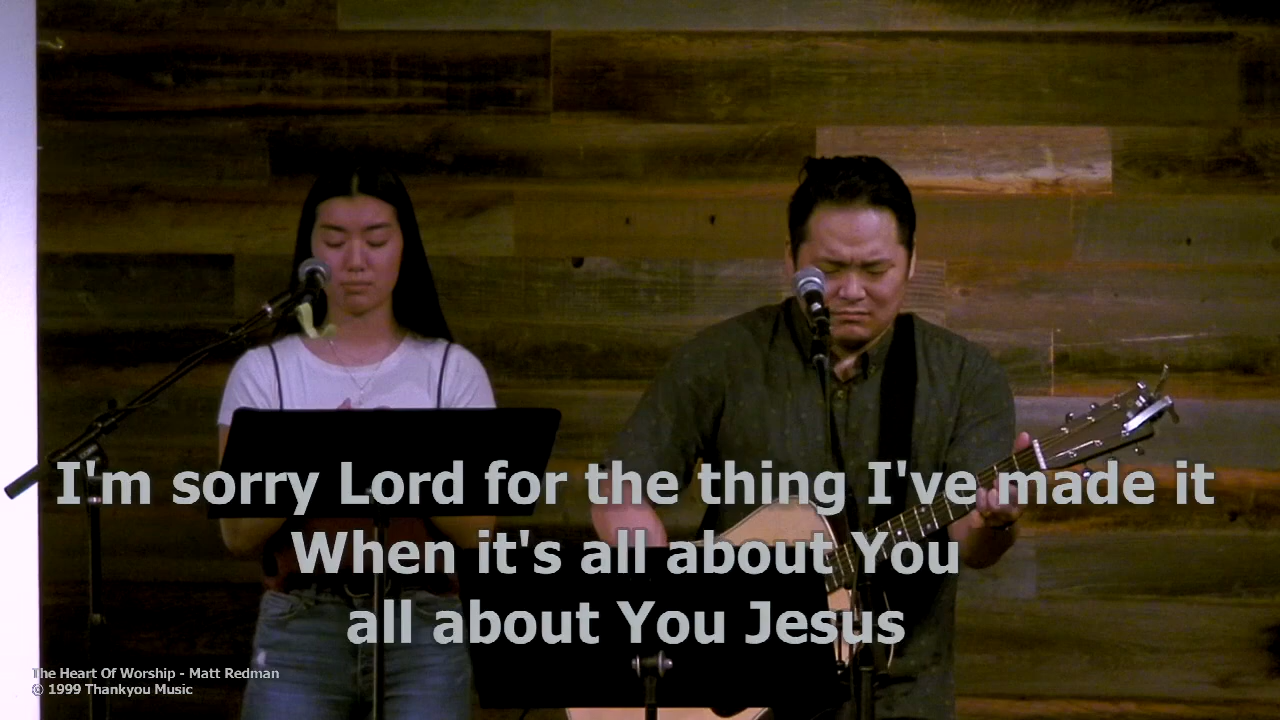 I'm sorry Lord for the thing I've made it
When it's all about You
all about You Jesus
The Heart Of Worship - Matt Redman
© 1999 Thankyou Music